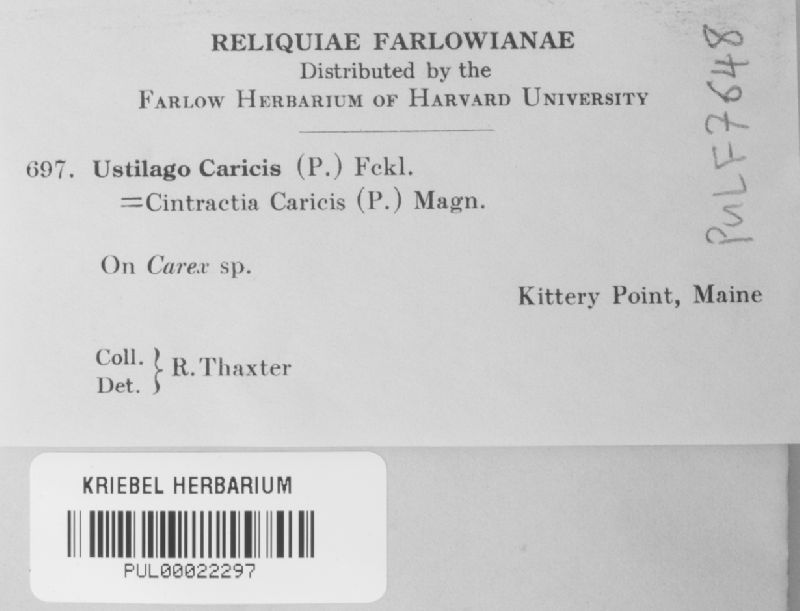 RELIQUIAE FARLOWIANAE
Distributed by the
FARLOW HERBARIUM OF HARVARD UNIVERSITY
697. Ustilago Caricis (P.) Fckl.
=Cintractia Caricis (P.) Magn.
On Carex sp.
Kittery Point, Maine
Coll.
Det. } R. Thaxter
PUL F7648
KRIEBEL HERBARIUM
PUL00022297